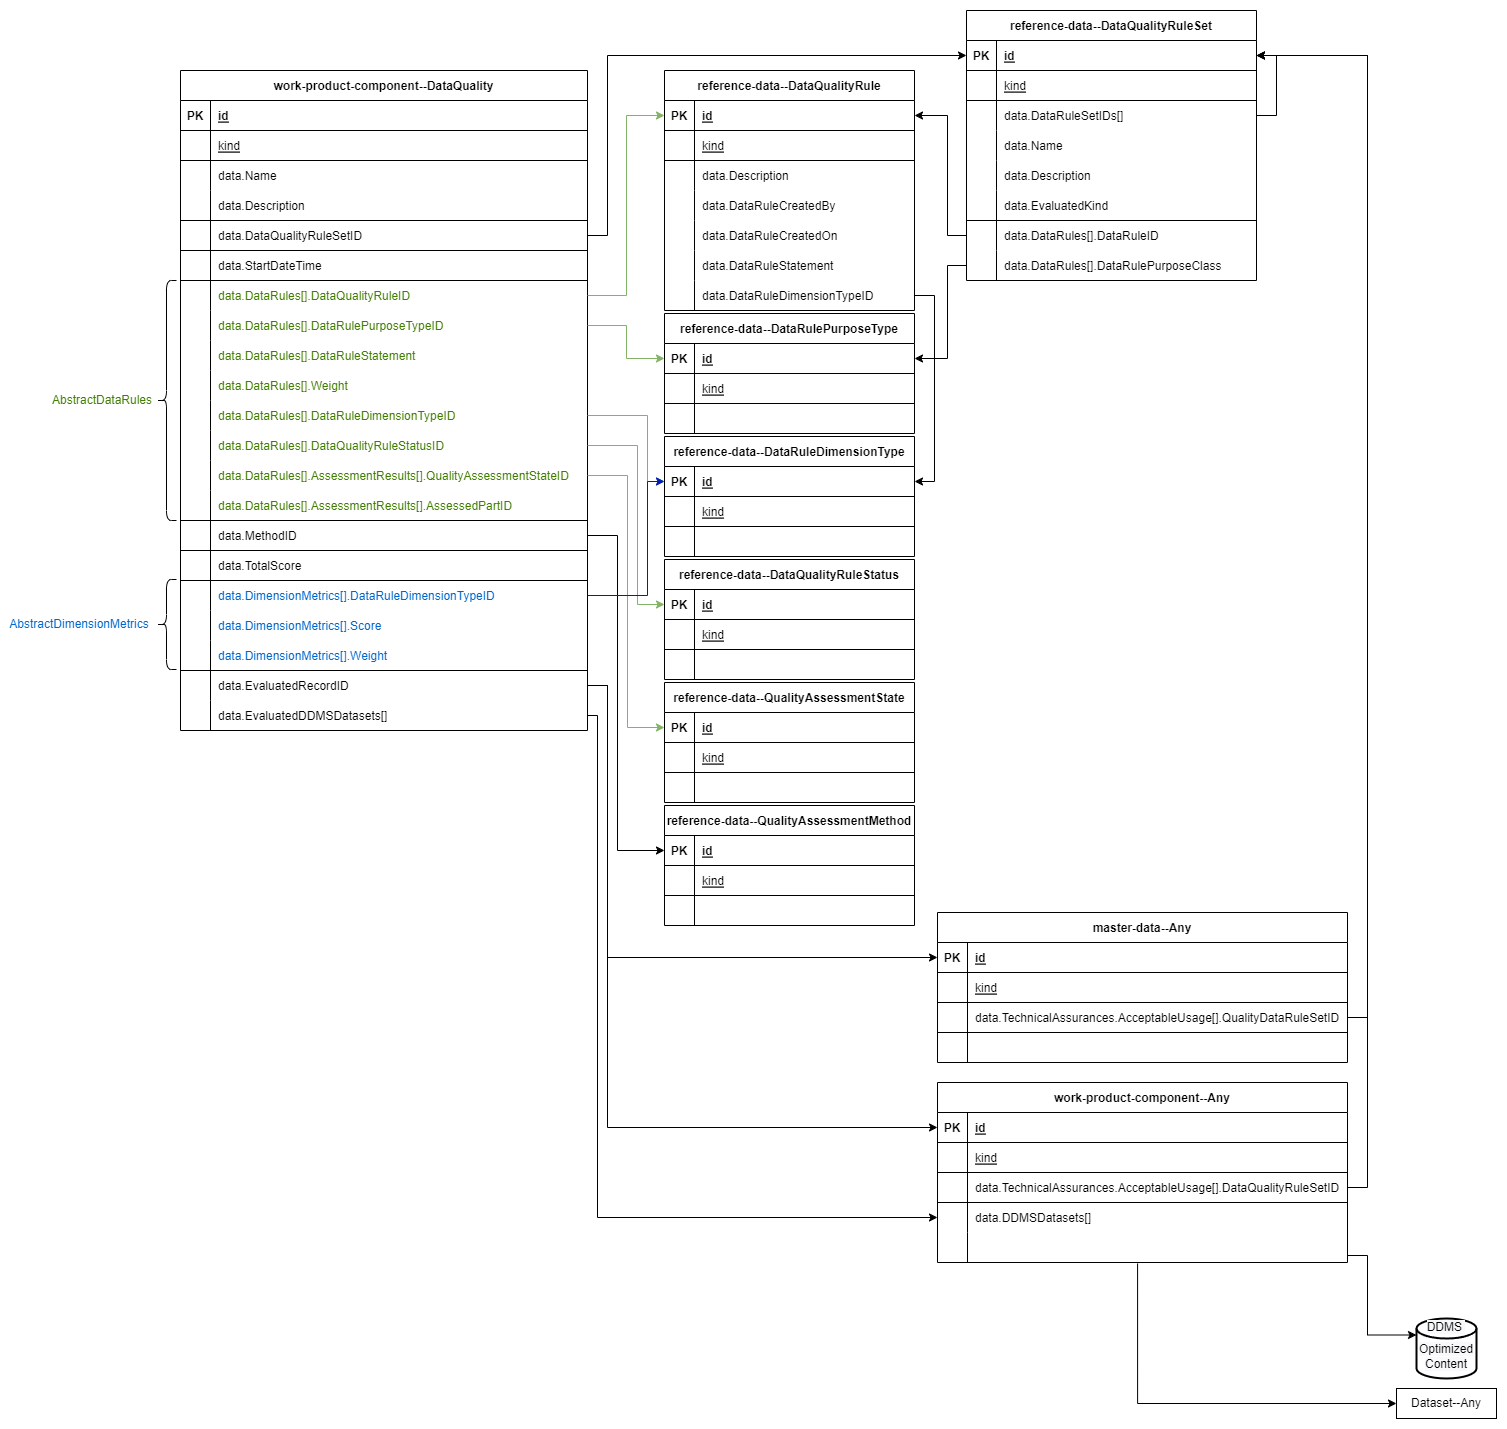 reference-data--DataQualityRuleSet
PK id
kind
data.DataRuleSetIDs[]
data.Name
data.Description
data.EvaluatedKind
data.DataRules[].DataRuleID
data.DataRules[].DataRulePurposeClass
work-product-component--DataQuality
PK id
kind
data.Name
data.Description
data.DataQualityRuleSetID
data.StartDateTime
AbstractDataRules
data.DataRules[].DataQualityRuleID
data.DataRules[].DataRulePurposeTypeID
data.DataRules[].DataRuleStatement
data.DataRules[].Weight
data.DataRules[].DataRuleDimensionTypeID
data.DataRules[].DataQualityRuleStatusID
data.DataRules[].AssessmentResults[].QualityAssessmentStateID
data.DataRules[].AssessmentResults[].AssessedPartID
data.MethodID
data.TotalScore
AbstractDimensionMetrics
data.DimensionMetrics[].DataRuleDimensionTypeID
data.DimensionMetrics[].Score
data.DimensionMetrics[].Weight
data.EvaluatedRecordID
data.EvaluatedDDMSDatasets[]
reference-data--DataQualityRule
PK id
kind
data.Description
data.DataRuleCreatedBy
data.DataRuleCreatedOn
data.DataRuleStatement
data.DataRuleDimensionTypeID
reference-data--DataRulePurposeType
PK id
kind
reference-data--DataRuleDimensionType
PK id
kind
reference-data--DataQualityRuleStatus
PK id
kind
reference-data--QualityAssessmentState
PK id
kind
reference-data--QualityAssessmentMethod
PK id
kind
master-data--Any
PK id
kind
data.TechnicalAssurances.AcceptableUsage[].QualityDataRuleSetID
work-product-component--Any
PK id
kind
data.TechnicalAssurances.AcceptableUsage[].DataQualityRuleSetID
data.DDMSDatasets[]
DDMS
Optimized
Content
Dataset--Any